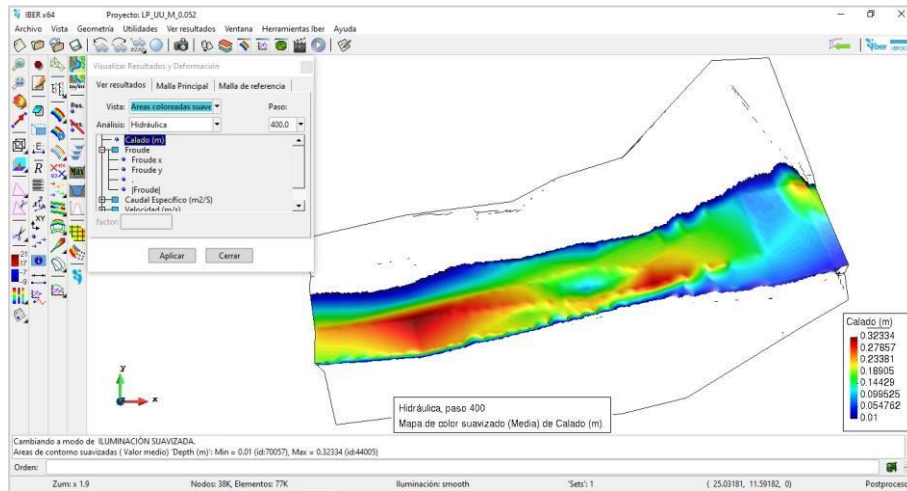 IBER x64 Proyecto: LP_UU_M_0.052
Archivo Vista Geometría Utilidades Ver resultados Ventana Herramientas Iber Ayuda
Iber
Visualizar Resultados y Deformación
Ver resultados Malla Principal Malla de referencia
Vista: Áreas coloreadas suave Paso:
Análisis: Hidráulica 400.0
Calado (m)
Froude
Froude x
Froude y
|Froude|
Caudal Específico (m2/S)
Velocidad (m/s)
factor:
Aplicar Cerrar
y
x
Calado (m)
0.32334
0.27857
0.23381
0.18905
0.14429
0.099525
0.054762
0.01
Hidráulica, paso 400
Mapa de color suavizado (Media) de Calado (m).
Cambiando a modo de ILUMINACIÓN SUAVIZADA.
Areas de contorno suavizadas ( Valor medio) 'Depth (m)': Min = 0.01 (id:70057), Max = 0.32334 (id:44005)
Orden:
Zum: x 1.9 Nodos: 38K, Elementos: 77K Iluminación: smooth 'Sets': 1 ( 25.03181, 11.59182, 0) Postproceso